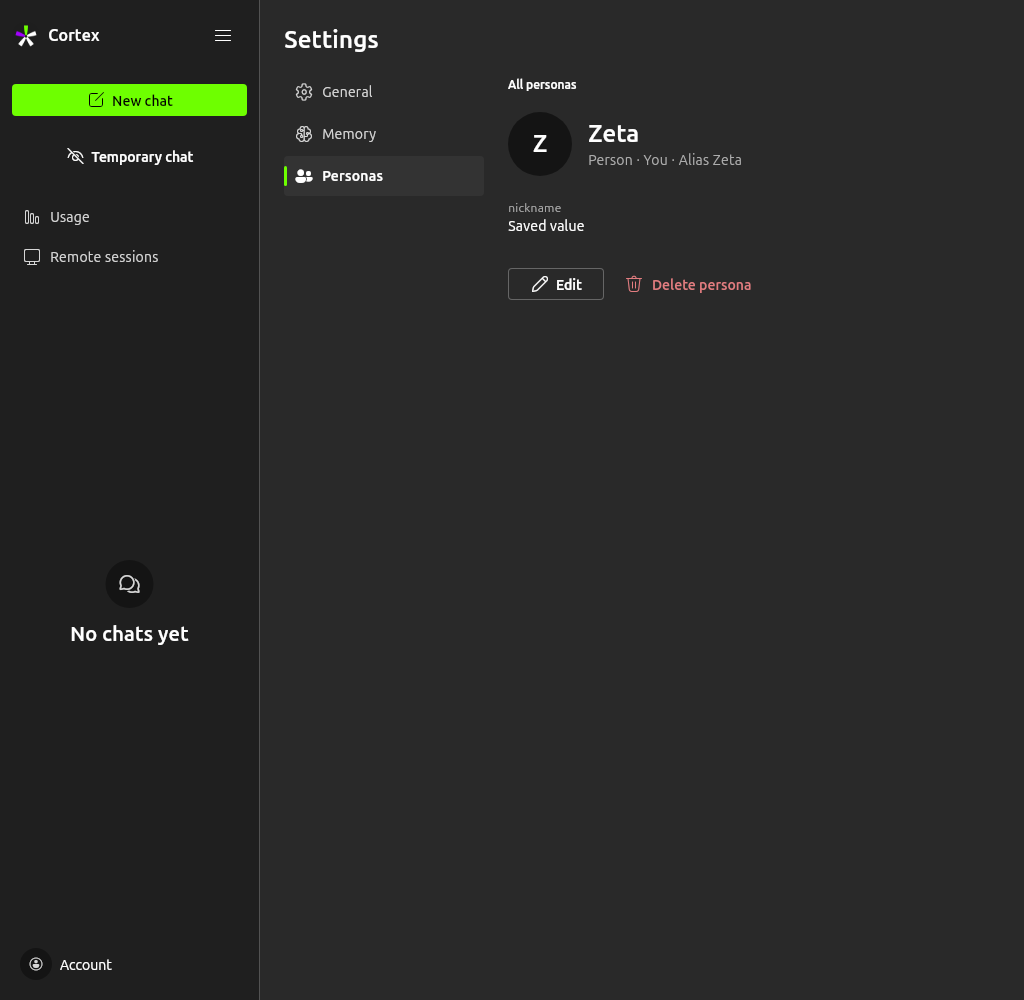 Cortex
New chat
Temporary chat
Usage
Remote sessions
No chats yet
Account
Settings
General
Memory
Personas
All personas
Z
Zeta
Person · You · Alias Zeta
nickname
Saved value
Edit
Delete persona